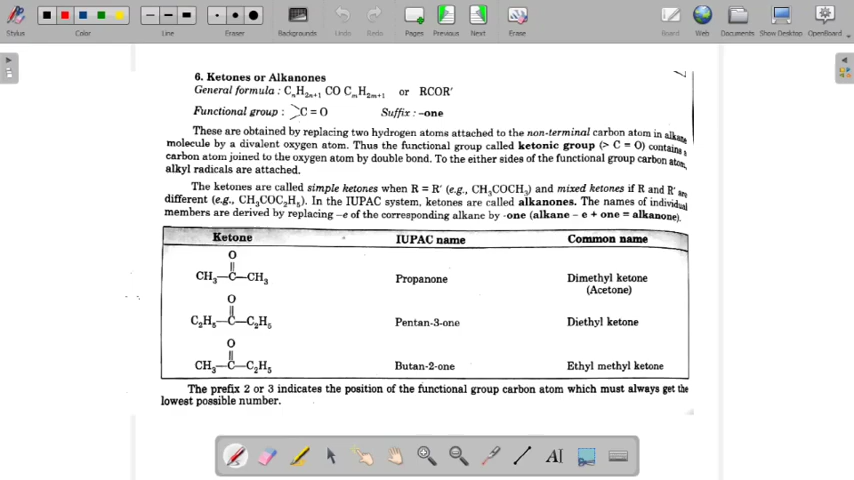 Stylus
Color
Line
Eraser
Backgrounds
Undo
Redo
Pages
Previous
Next
Erase
Board
Web
Documents
Show Desktop
OpenBoard
6. Ketones or Alkanones
General formula : CₙH₂ₙ₊₁ CO CₘH₂ₘ₊₁ or RCOR'
Functional group : >C = O Suffix : –one
These are obtained by replacing two hydrogen atoms attached to the non-terminal carbon atom in alkane
molecule by a divalent oxygen atom. Thus the functional group called ketonic group (> C = O) contains a
carbon atom joined to the oxygen atom by double bond. To the either sides of the functional group carbon atom,
alkyl radicals are attached.
The ketones are called simple ketones when R = R' (e.g., CH₃COCH₃) and mixed ketones if R and R' are
different (e.g., CH₃COC₂H₅). In the IUPAC system, ketones are called alkanones. The names of individual
members are derived by replacing –e of the corresponding alkane by -one (alkane – e + one = alkanone).
Ketone IUPAC name Common name
O
||
CH₃—C—CH₃ Propanone Dimethyl ketone
(Acetone)
O
||
C₂H₅—C—C₂H₅ Pentan-3-one Diethyl ketone
O
||
CH₃—C—C₂H₅ Butan-2-one Ethyl methyl ketone
The prefix 2 or 3 indicates the position of the functional group carbon atom which must always get the
lowest possible number.
AI